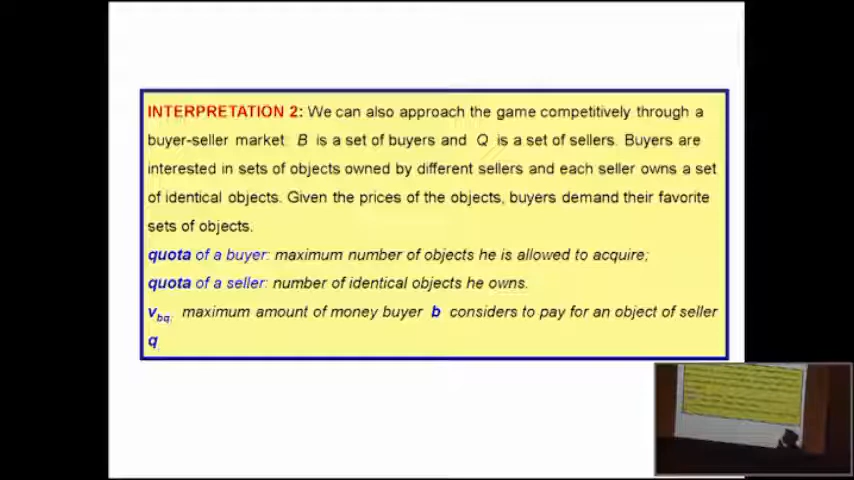 INTERPRETATION 2: We can also approach the game competitively through a
buyer-seller market: B is a set of buyers and Q is a set of sellers. Buyers are
interested in sets of objects owned by different sellers and each seller owns a set
of identical objects. Given the prices of the objects, buyers demand their favorite
sets of objects.
quota of a buyer: maximum number of objects he is allowed to acquire;
quota of a seller: number of identical objects he owns.
vbq: maximum amount of money buyer b considers to pay for an object of seller
q